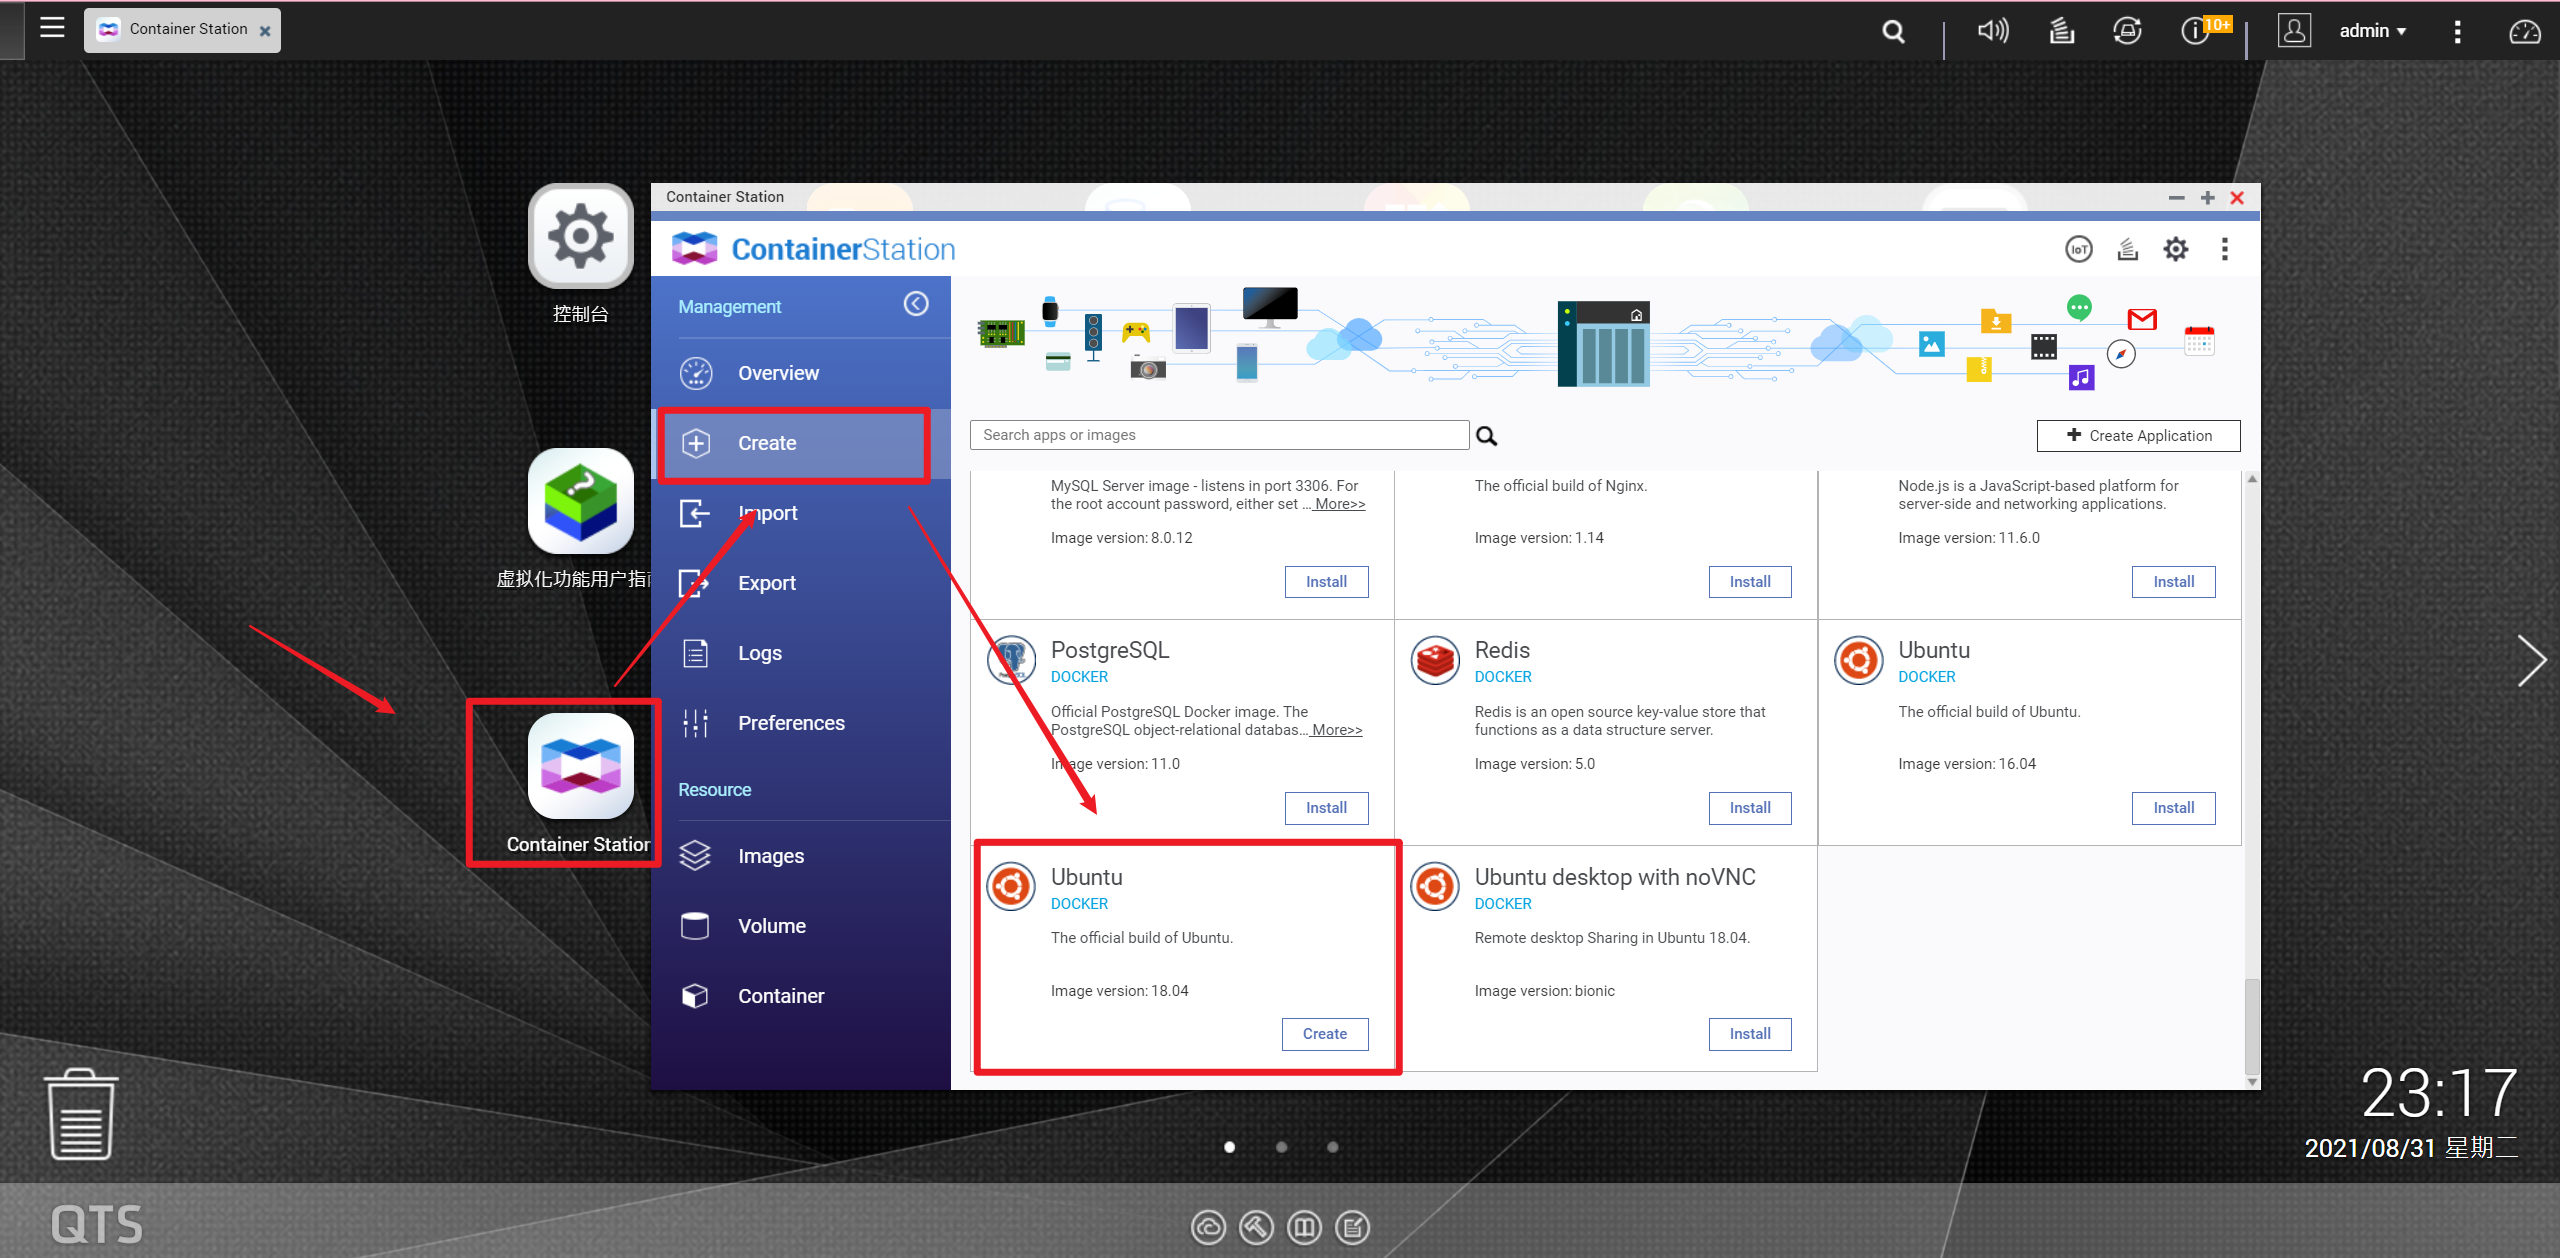 Container Station
10+
admin
控制台
虚拟化功能用户指
Container Station
Container Station
ContainerStation
IoT
Management
Overview
Create
Import
Export
Logs
Preferences
Resource
Images
Volume
Container
Search apps or images
Create Application
MySQL Server image - listens in port 3306. For
the root account password, either set ... More>>
Image version: 8.0.12
Install
The official build of Nginx.
Image version: 1.14
Install
Node.js is a JavaScript-based platform for
server-side and networking applications.
Image version: 11.6.0
Install
PostgreSQL
DOCKER
Official PostgreSQL Docker image. The
PostgreSQL object-relational databas... More>>
Image version: 11.0
Install
Redis
DOCKER
Redis is an open source key-value store that
functions as a data structure server.
Image version: 5.0
Install
Ubuntu
DOCKER
The official build of Ubuntu.
Image version: 16.04
Install
Ubuntu
DOCKER
The official build of Ubuntu.
Image version: 18.04
Create
Ubuntu desktop with noVNC
DOCKER
Remote desktop Sharing in Ubuntu 18.04.
Image version: bionic
Install
23:17
2021/08/31 星期二
QTS